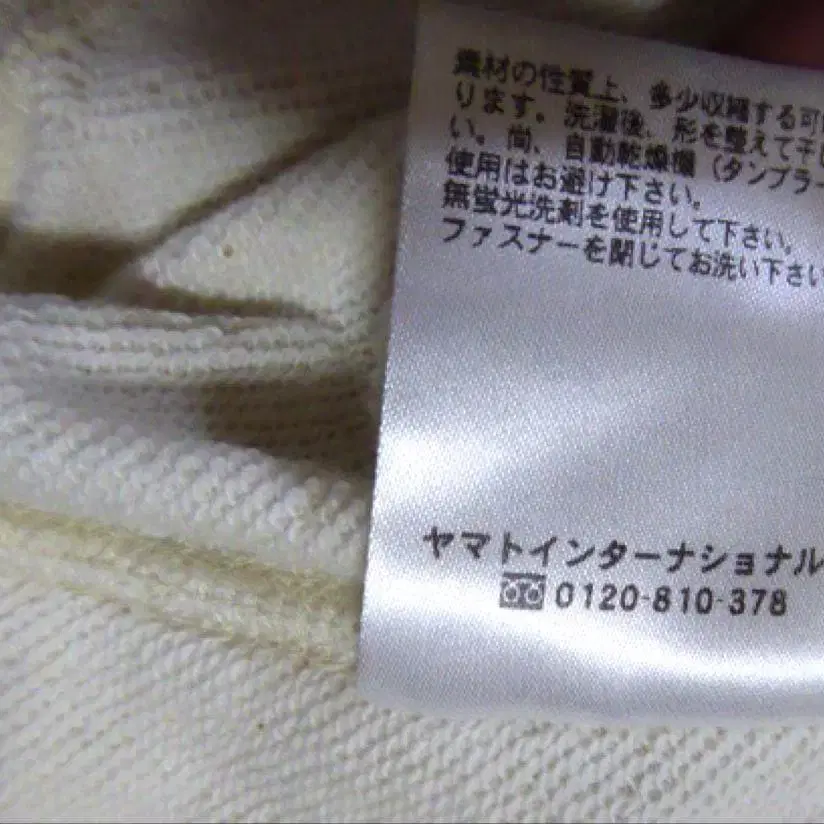 素材の性質上、多少収縮する可
ります。洗濯後、形を整えて干し
い。尚、自動乾燥機（タンブラー
使用はお避け下さい。
無蛍光洗剤を使用して下さい。
ファスナーを閉じてお洗い下さい
ヤマトインターナショナル
0120-810-378